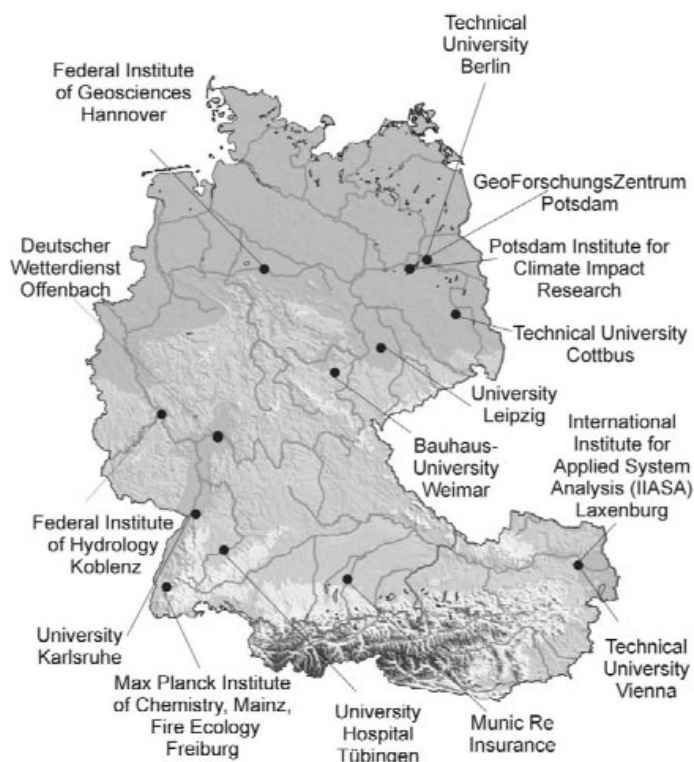 Technical
University
Berlin
Federal Institute
of Geosciences
Hannover
GeoForschungsZentrum
Potsdam
Deutscher
Wetterdienst
Offenbach
Potsdam Institute for
Climate Impact
Research
Technical University
Cottbus
University
Leipzig
International
Institute for
Applied System
Analysis (IIASA)
Laxenburg
Bauhaus-
University
Weimar
Federal Institute
of Hydrology
Koblenz
University
Karlsruhe
Max Planck Institute
of Chemistry, Mainz,
Fire Ecology
Freiburg
University
Hospital
Tübingen
Munic Re
Insurance
Technical
University
Vienna